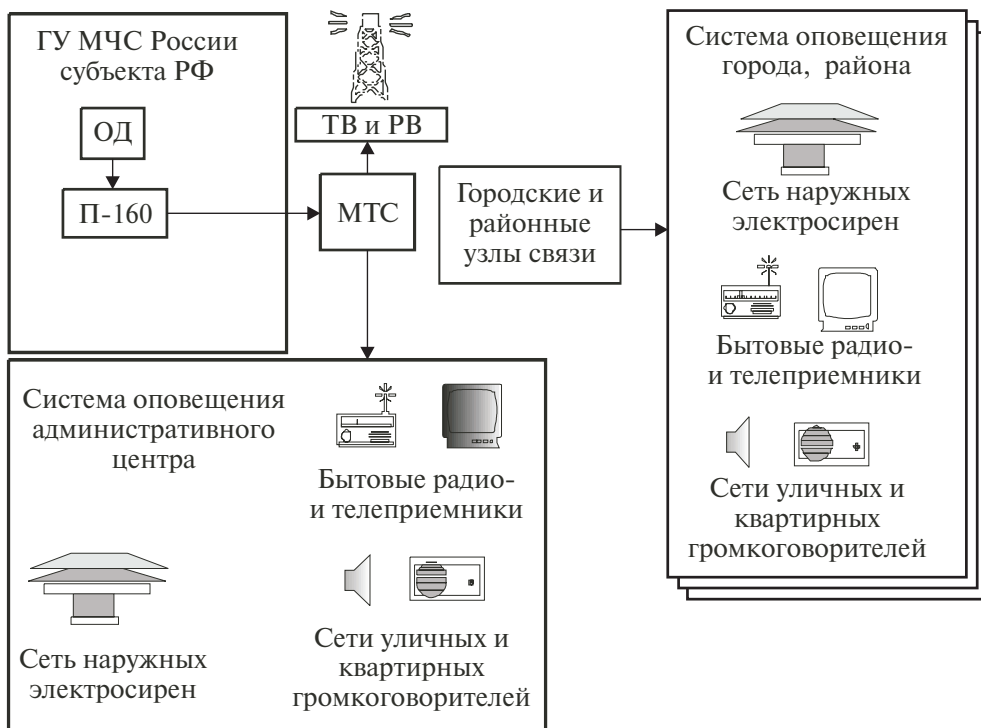 ГУ МЧС России
субъекта РФ
ОД
П-160
ТВ и РВ
МТС
Городские и
районные
узлы связи
Система оповещения
города, района
Сеть наружных
электросирен
Бытовые радио-
и телеприемники
Сети уличных и
квартирных
громкоговорителей
Система оповещения
административного
центра
Бытовые радио-
и телеприемники
Сеть наружных
электросирен
Сети уличных и
квартирных
громкоговорителей